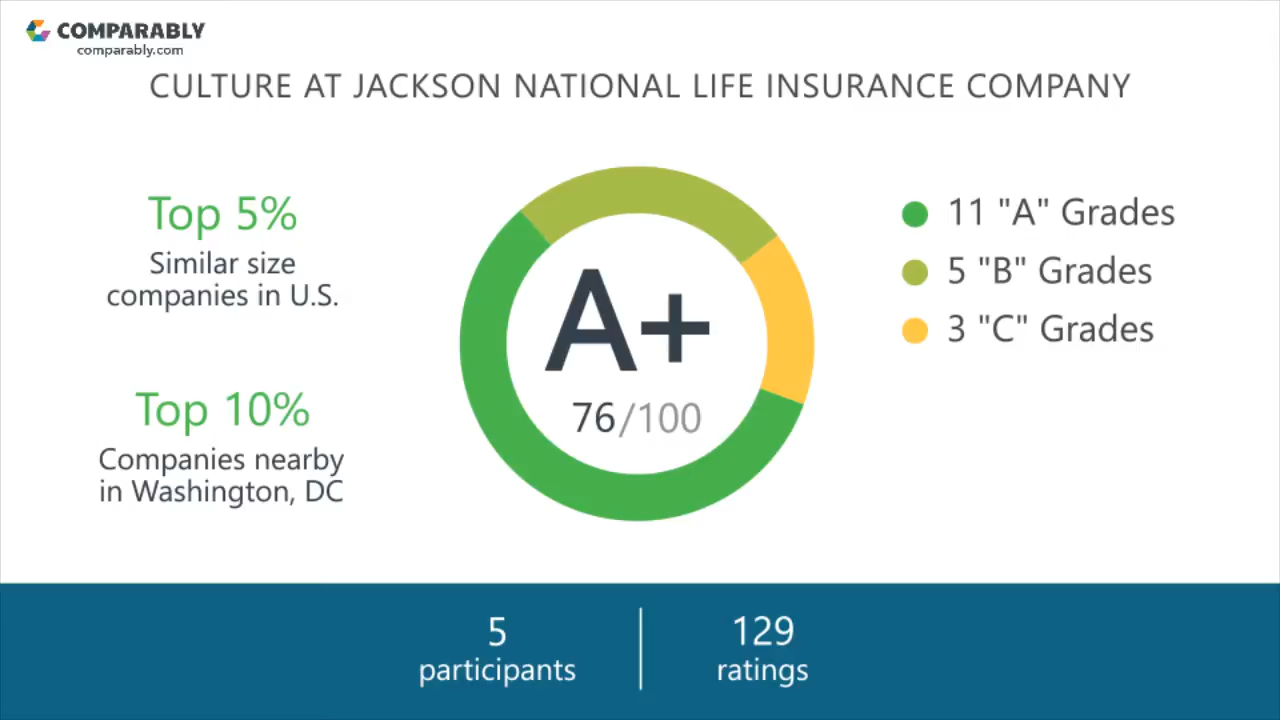 COMPARABLY
comparably.com
CULTURE AT JACKSON NATIONAL LIFE INSURANCE COMPANY
Top 5%
Similar size
companies in U.S.
Top 10%
Companies nearby
in Washington, DC
A+
76/100
11 "A" Grades
5 "B" Grades
3 "C" Grades
5
participants
129
ratings